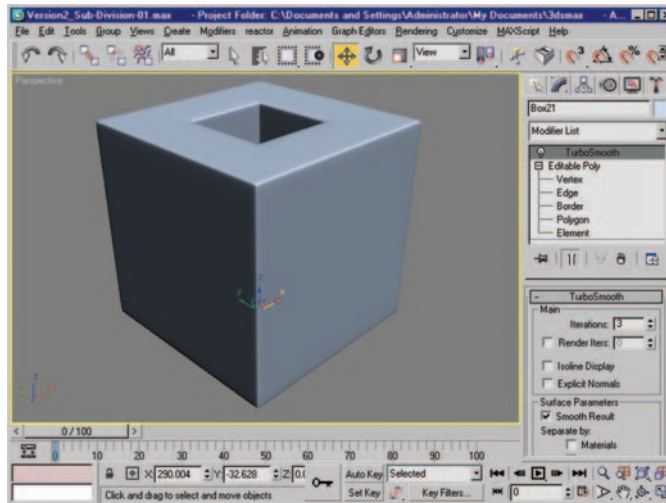 Version2_Sub-Division-01.max - Project Folder: C:\Documents and Settings\Administrator\My Documents\3dsmax - A...
File Edit Tools Group Views Create Modifiers reactor Animation Graph Editors Rendering Customize MAXScript Help
All View
Perspective
Box21
Modifier List
TurboSmooth
Editable Poly
Vertex
Edge
Border
Polygon
Element
- TurboSmooth
Main
Iterations: 3
Render Iters: 0
Isoline Display
Explicit Normals
Surface Parameters
Smooth Result
Separate by:
Materials
z
y x
z
x
< 0 / 100 >
0 10 20 30 40 50 60 70 80 90 100
X: 290.004 Y: -32.628 Z: 0.0
Auto Key Selected
Click and drag to select and move objects
Set Key Key Filters... 0